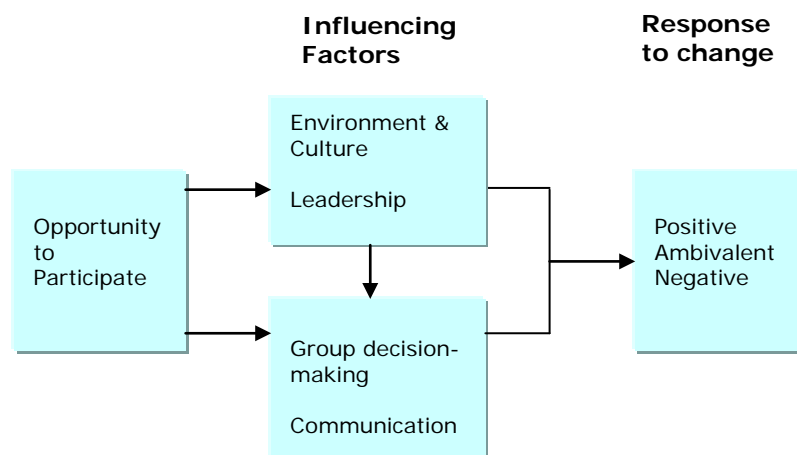 Influencing
Factors
Response
to change
Environment &
Culture
Leadership
Opportunity
to
Participate
Positive
Ambivalent
Negative
Group decision-
making
Communication